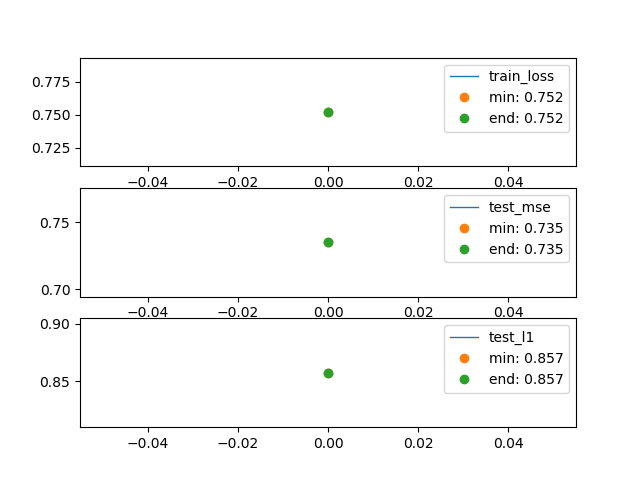 train_loss
min: 0.752
end: 0.752
0.775
0.750
0.725
−0.04 −0.02 0.00 0.02 0.04
test_mse
min: 0.735
end: 0.735
0.75
0.70
−0.04 −0.02 0.00 0.02 0.04
test_l1
min: 0.857
end: 0.857
0.90
0.85
−0.04 −0.02 0.00 0.02 0.04